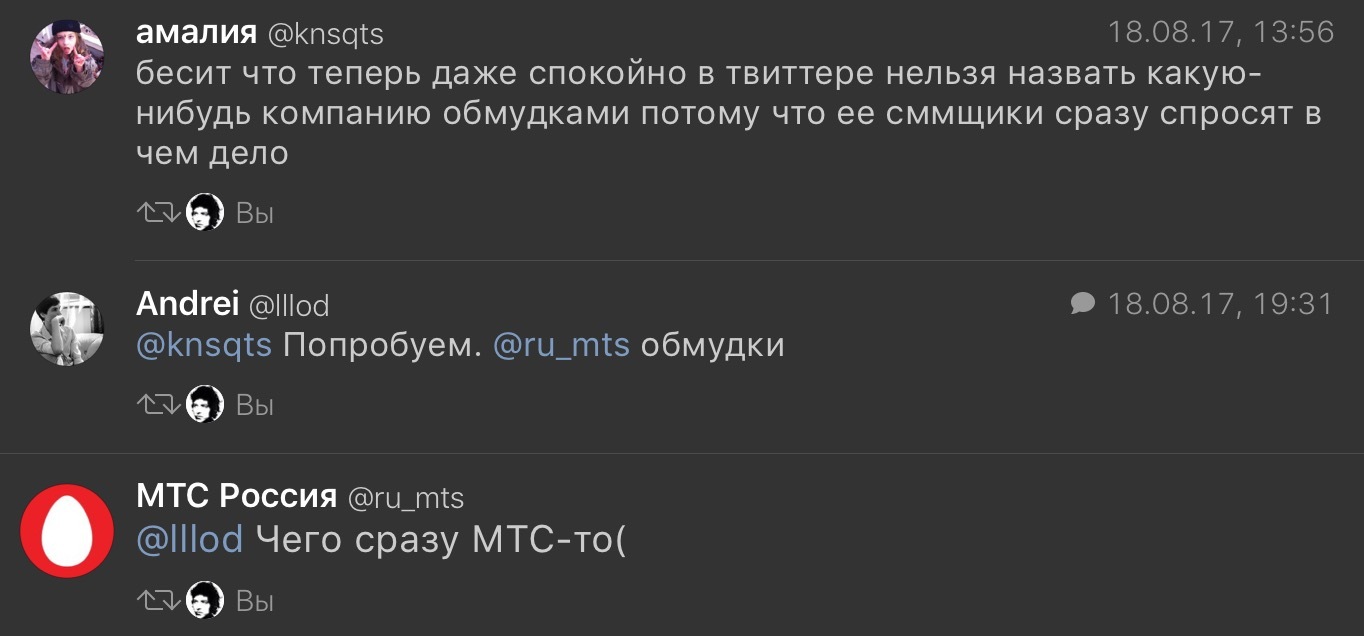 амалия @knsqts 18.08.17, 13:56
бесит что теперь даже спокойно в твиттере нельзя назвать какую-
нибудь компанию обмудками потому что ее сммщики сразу спросят в
чем дело
Вы
Andrei @lllod 18.08.17, 19:31
@knsqts Попробуем. @ru_mts обмудки
Вы
МТС Россия @ru_mts
@lllod Чего сразу МТС-то(
Вы